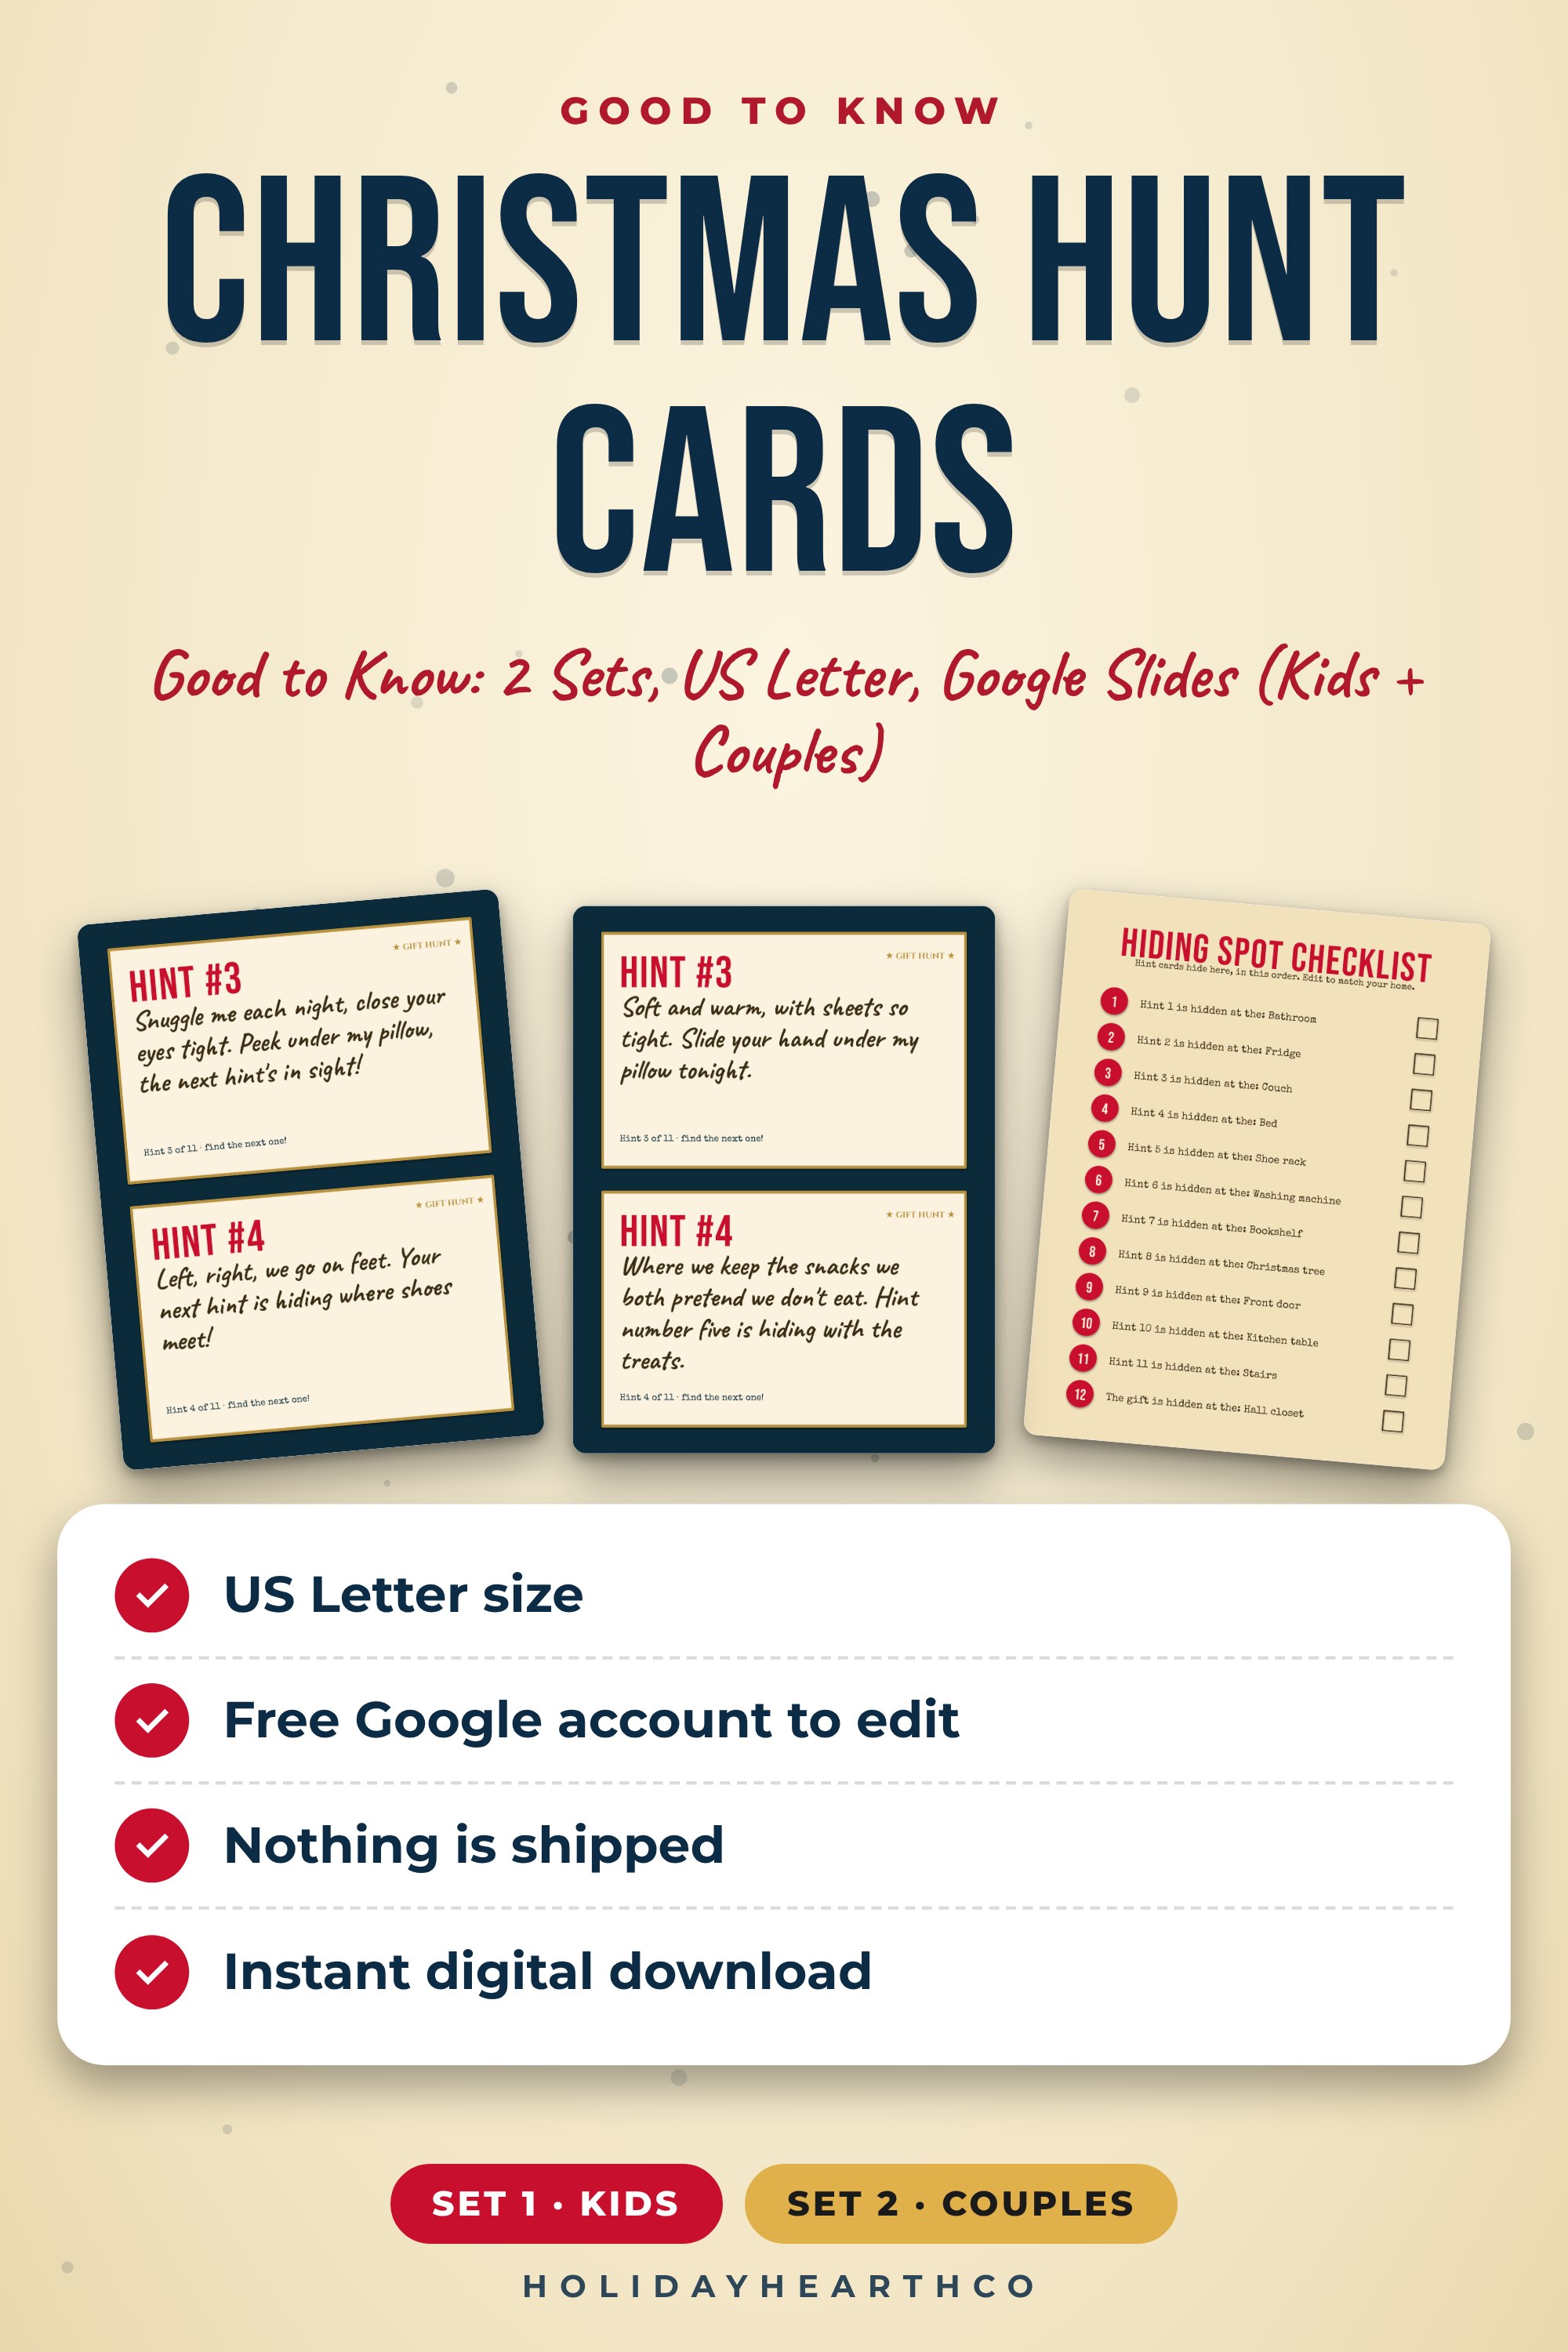 GOOD TO KNOW
CHRISTMAS HUNT
CARDS
Good to Know: 2 Sets, US Letter, Google Slides (Kids +
Couples)
★ GIFT HUNT ★
HINT #3
Snuggle me each night, close your
eyes tight. Peek under my pillow,
the next hint's in sight!
Hint 3 of 11 · find the next one!
★ GIFT HUNT ★
HINT #4
Left, right, we go on feet. Your
next hint is hiding where shoes
meet!
Hint 4 of 11 · find the next one!
★ GIFT HUNT ★
HINT #3
Soft and warm, with sheets so
tight. Slide your hand under my
pillow tonight.
Hint 3 of 11 · find the next one!
★ GIFT HUNT ★
HINT #4
Where we keep the snacks we
both pretend we don't eat. Hint
number five is hiding with the
treats.
Hint 4 of 11 · find the next one!
HIDING SPOT CHECKLIST
Hint cards hide here, in this order. Edit to match your home.
1 Hint 1 is hidden at the: Bathroom
2 Hint 2 is hidden at the: Fridge
3 Hint 3 is hidden at the: Couch
4 Hint 4 is hidden at the: Bed
5 Hint 5 is hidden at the: Shoe rack
6 Hint 6 is hidden at the: Washing machine
7 Hint 7 is hidden at the: Bookshelf
8 Hint 8 is hidden at the: Christmas tree
9 Hint 9 is hidden at the: Front door
10 Hint 10 is hidden at the: Kitchen table
11 Hint 11 is hidden at the: Stairs
12 The gift is hidden at the: Hall closet
US Letter size
Free Google account to edit
Nothing is shipped
Instant digital download
SET 1 · KIDS
SET 2 · COUPLES
HOLIDAYHEARTHCO